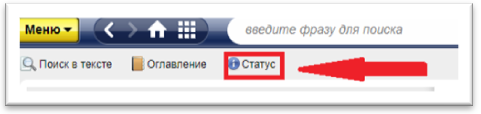 Меню введите фразу для поиска
Поиск в тексте Оглавление Статус